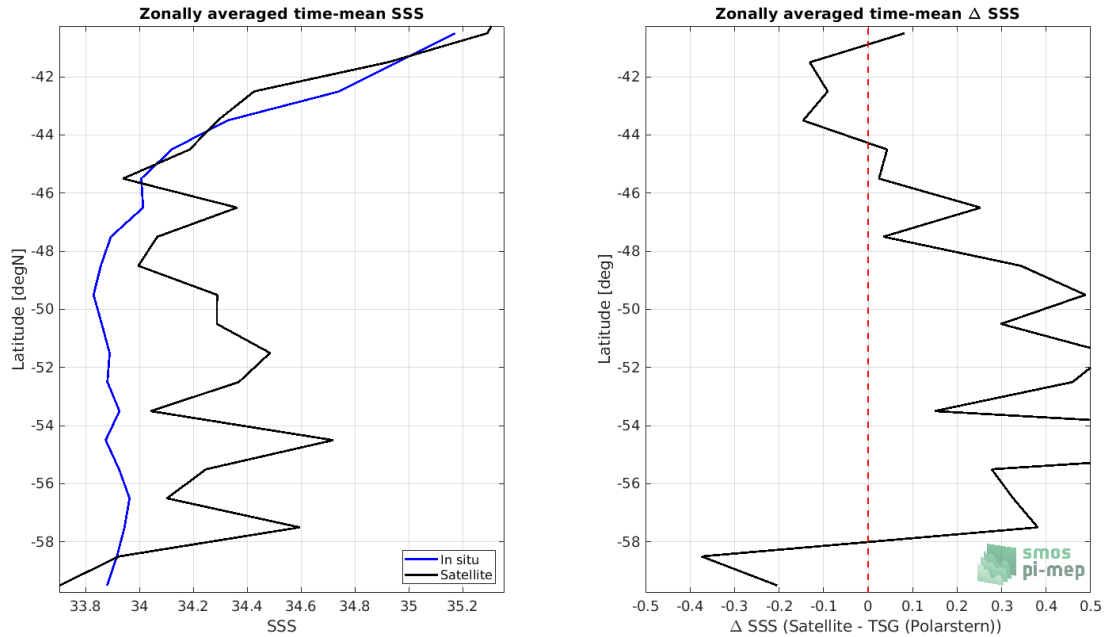 Zonally averaged time-mean SSS
Latitude [degN]
-42
-44
-46
-48
-50
-52
-54
-56
-58
33.8 34 34.2 34.4 34.6 34.8 35 35.2
SSS
In situ
Satellite
Zonally averaged time-mean Δ SSS
Latitude [deg]
-42
-44
-46
-48
-50
-52
-54
-56
-58
-0.5 -0.4 -0.3 -0.2 -0.1 0 0.1 0.2 0.3 0.4 0.5
Δ SSS (Satellite - TSG (Polarstern))
smos
pi-mep